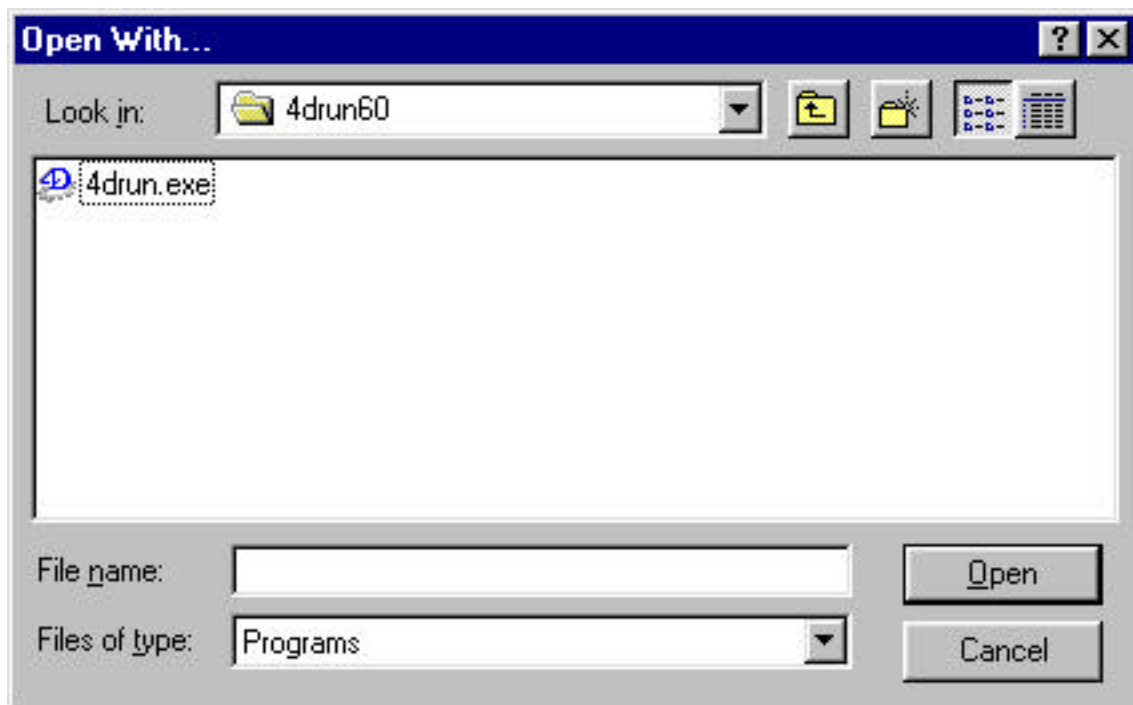 Open With...
Look in: 4drun60
4drun.exe
File name: Open
Files of type: Programs Cancel